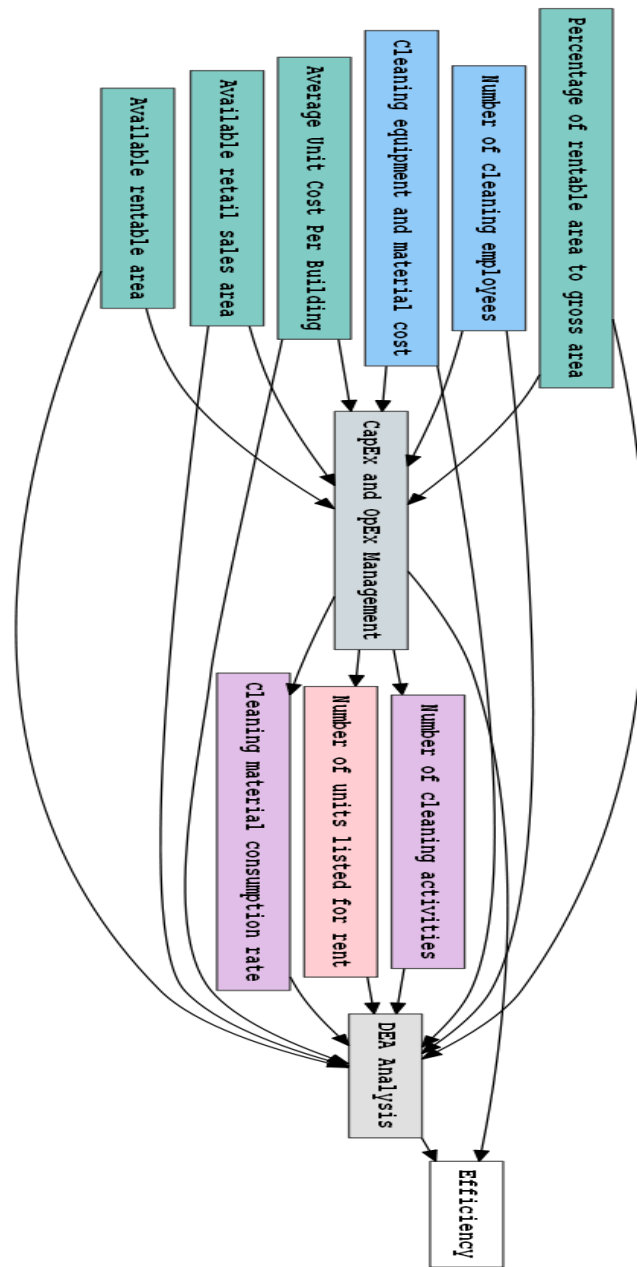 Percentage of rentable area to gross area
Number of cleaning employees
Cleaning equipment and material cost
Average Unit Cost Per Building
Available retail sales area
Available rentable area
CapEx and OpEx Management
Number of cleaning activities
Number of units listed for rent
Cleaning material consumption rate
DEA Analysis
Efficiency